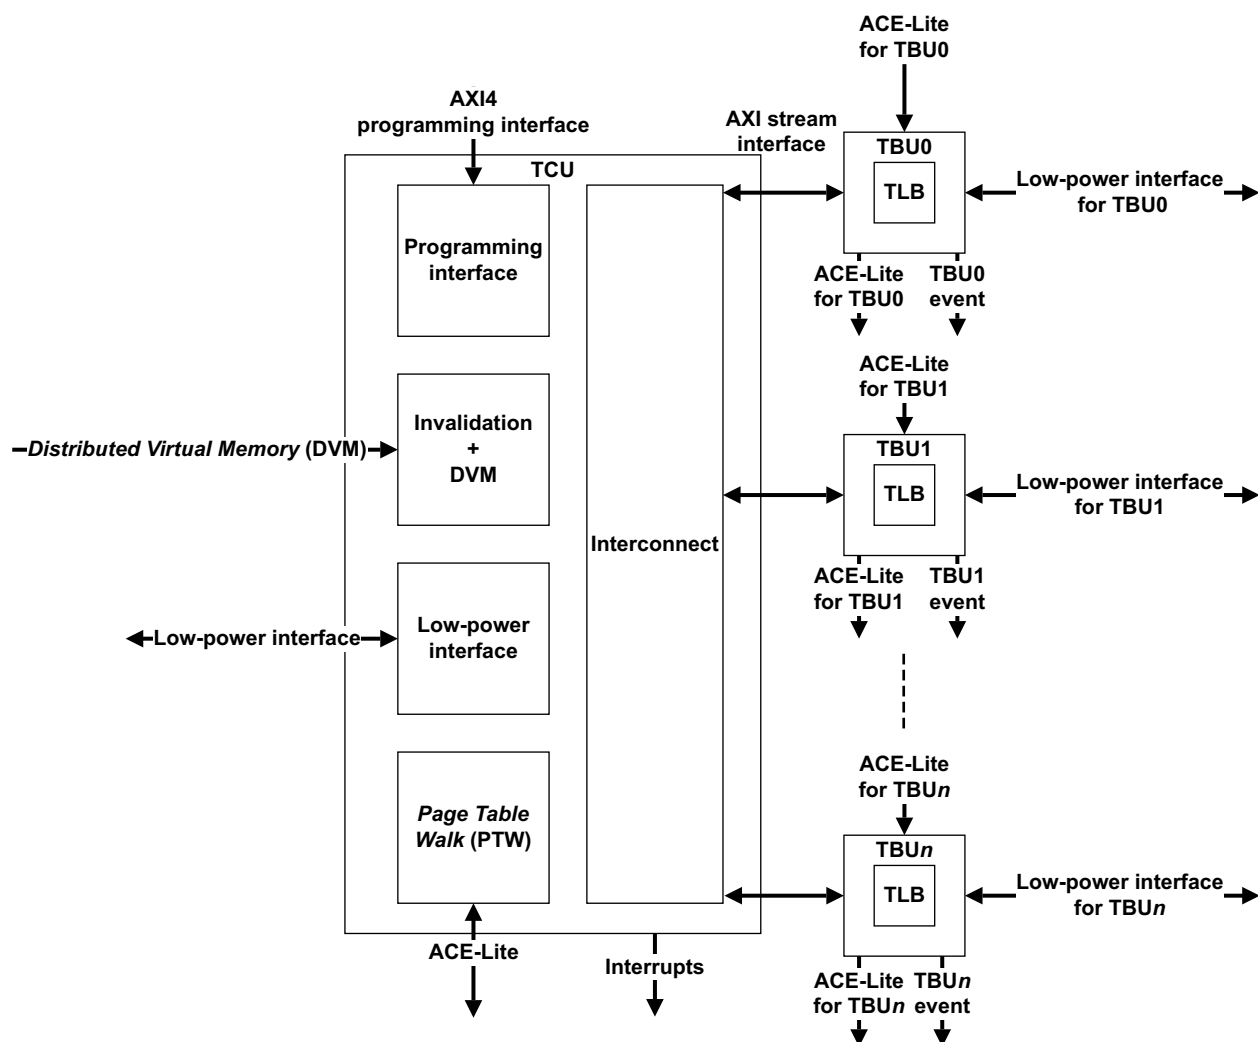 ACE-Lite
for TBU0
AXI4
programming interface
AXI stream
interface
TCU
TBU0
TLB
Low-power interface
for TBU0
Programming
interface
ACE-Lite
for TBU0
TBU0
event
ACE-Lite
for TBU1
Distributed Virtual Memory (DVM)
Invalidation
+
DVM
TBU1
TLB
Low-power interface
for TBU1
Interconnect
ACE-Lite
for TBU1
TBU1
event
Low-power interface
Low-power
interface
ACE-Lite
for TBUn
Page Table
Walk (PTW)
TBUn
TLB
Low-power interface
for TBUn
ACE-Lite
Interrupts
ACE-Lite
for TBUn
TBUn
event